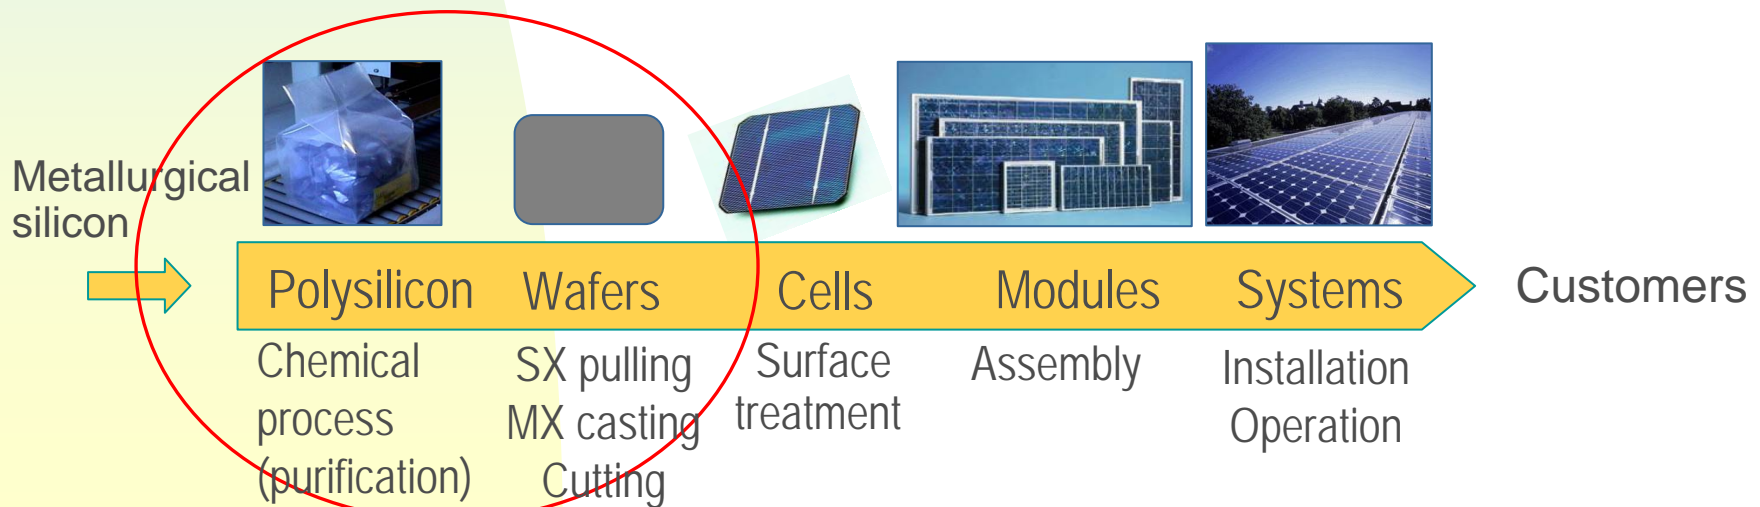 Metallurgical
silicon
Polysilicon
Wafers
Cells
Modules
Systems
Customers
Chemical
process
(purification)
SX pulling
MX casting
Cutting
Surface
treatment
Assembly
Installation
Operation